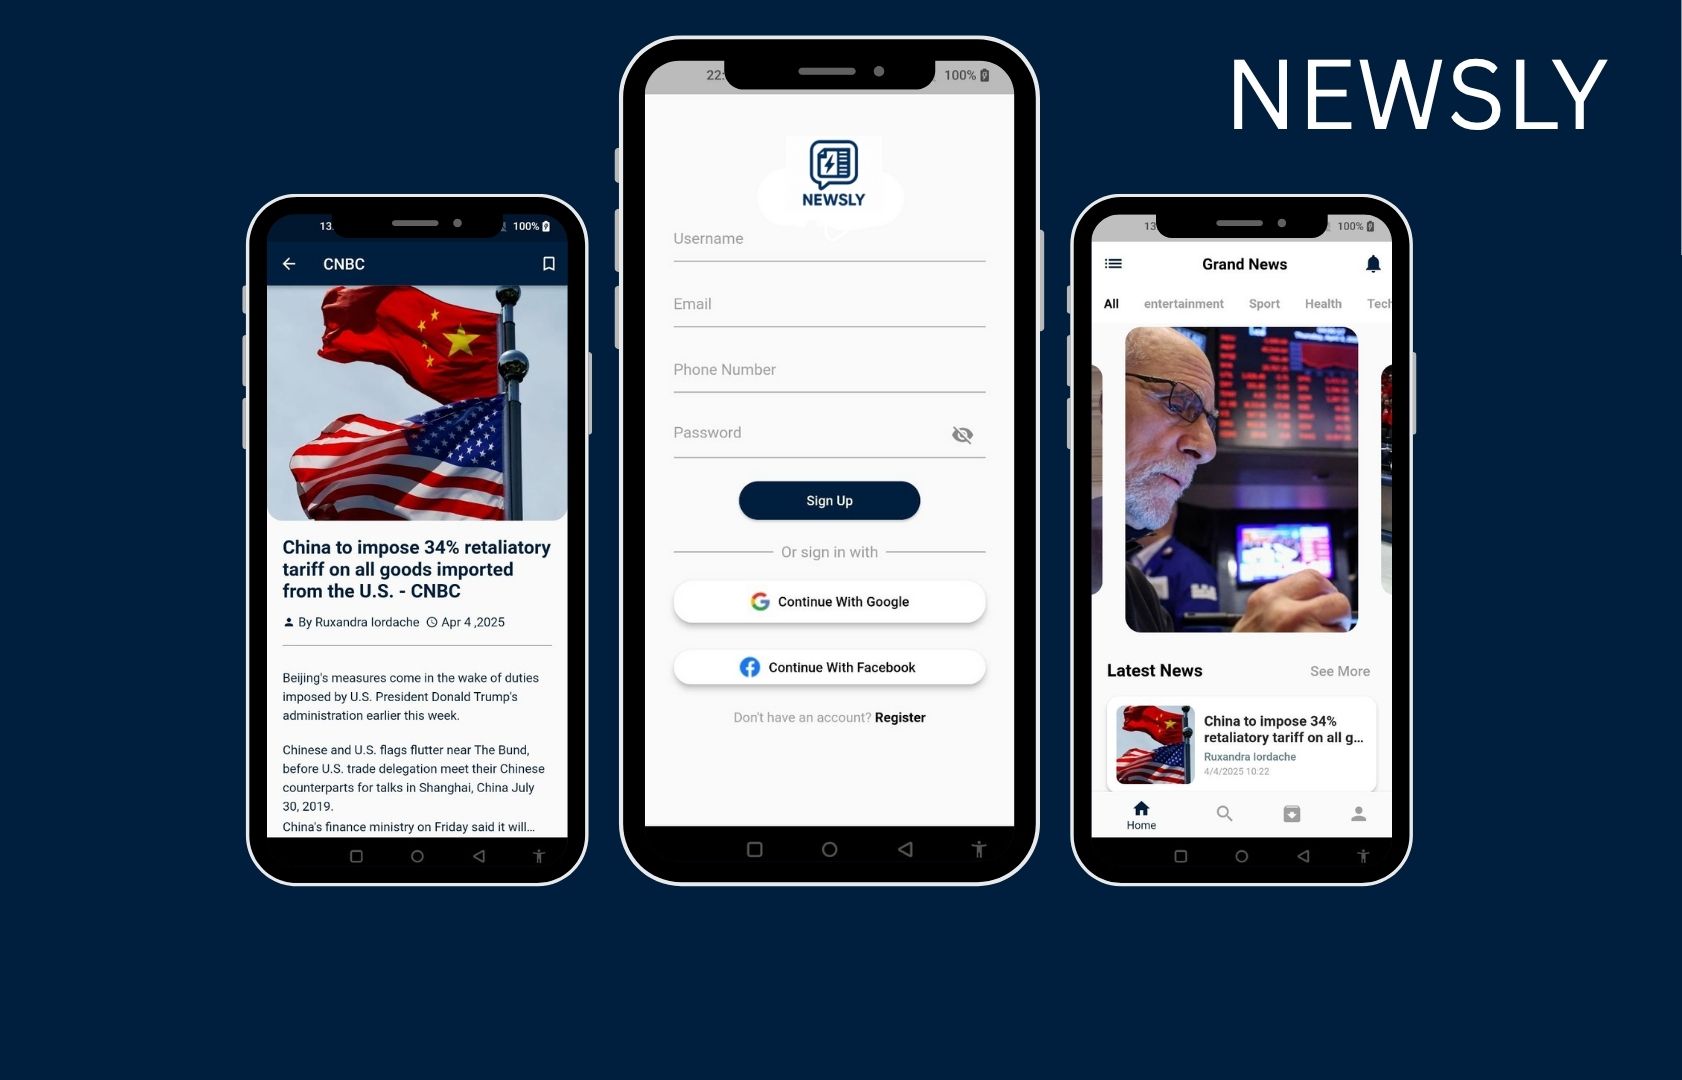 NEWSLY
13
100%
CNBC
China to impose 34% retaliatory
tariff on all goods imported
from the U.S. - CNBC
By Ruxandra Iordache Apr 4 ,2025
Beijing's measures come in the wake of duties
imposed by U.S. President Donald Trump's
administration earlier this week.
Chinese and U.S. flags flutter near The Bund,
before U.S. trade delegation meet their Chinese
counterparts for talks in Shanghai, China July
30, 2019.
China's finance ministry on Friday said it will...
22:
100%
NEWSLY
Username
Email
Phone Number
Password
Sign Up
Or sign in with
Continue With Google
Continue With Facebook
Don't have an account? Register
13
100%
Grand News
All entertainment Sport Health Tech
Latest News See More
China to impose 34%
retaliatory tariff on all g...
Ruxandra Iordache
4/4/2025 10:22
Home